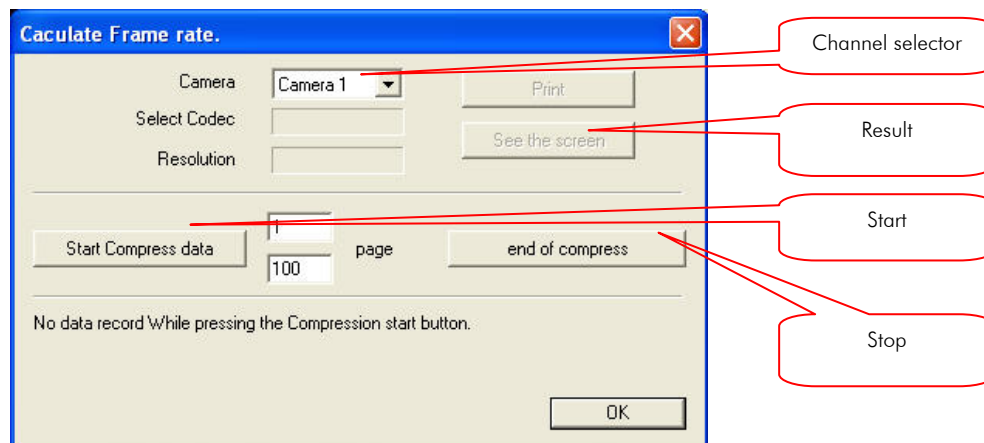 Caculate Frame rate.
Channel selector
Camera
Camera 1
Print
Select Codec
See the screen
Result
Resolution
Start
Start Compress data
1
100
page
end of compress
No data record While pressing the Compression start button.
Stop
OK